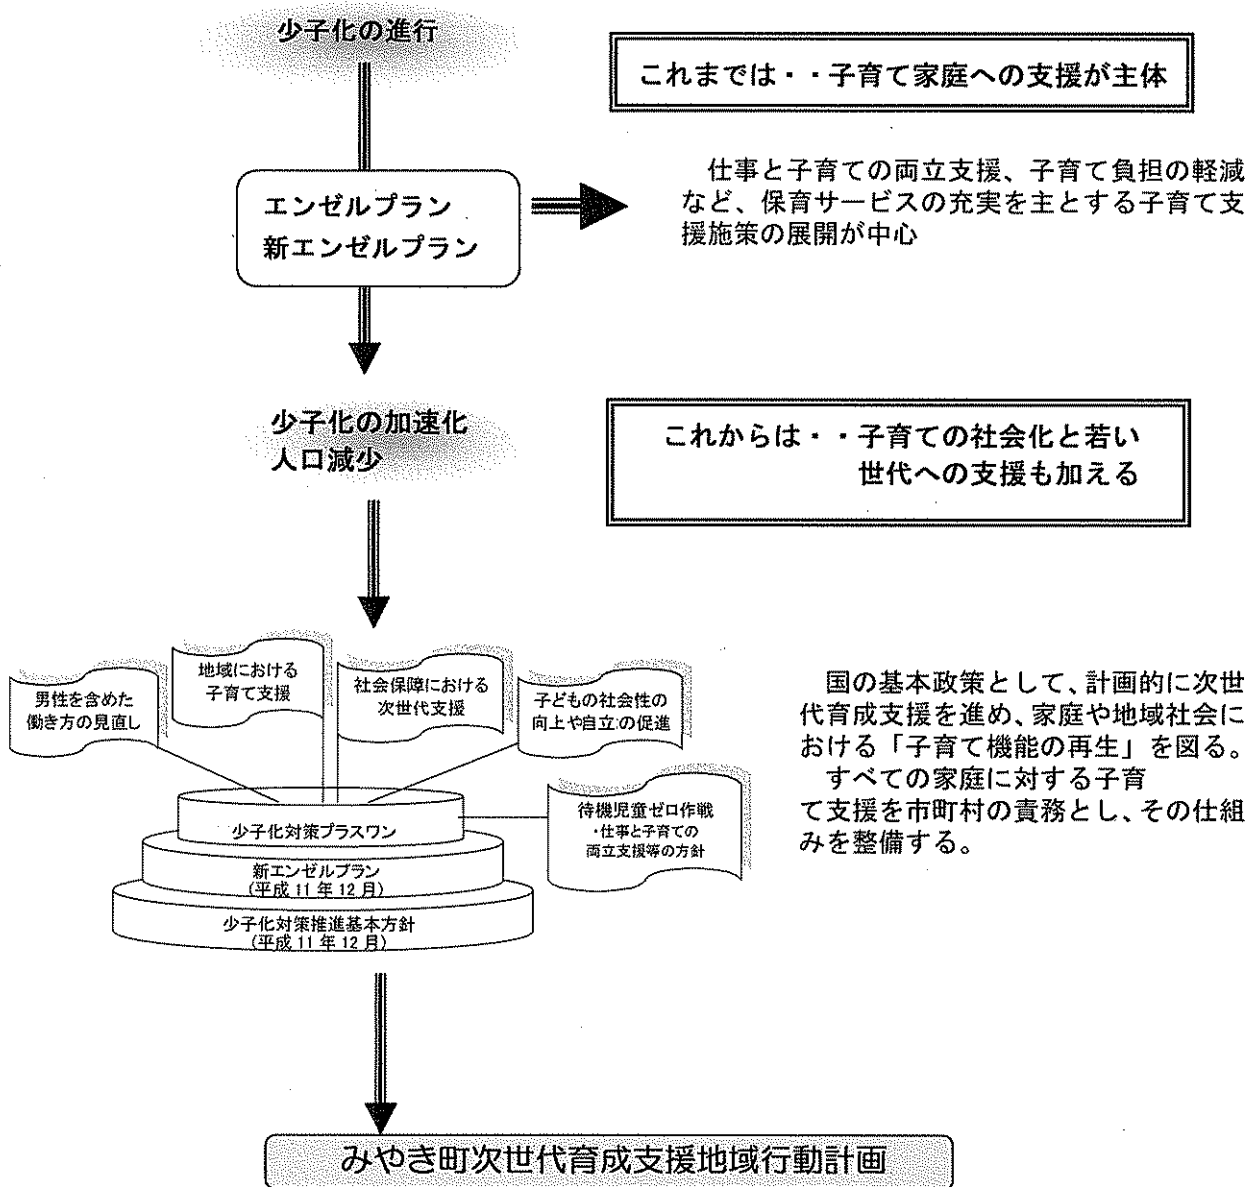 少子化の進行
これまでは・・子育て家庭への支援が主体
エンゼルプラン
新エンゼルプラン
仕事と子育ての両立支援、子育て負担の軽減
など、保育サービスの充実を主とする子育て支
援施策の展開が中心
少子化の加速化
人口減少
これからは・・子育ての社会化と若い
世代への支援も加える
男性を含めた
働き方の見直し
地域における
子育て支援
社会保障における
次世代支援
子どもの社会性の
向上や自立の促進
待機児童ゼロ作戦
・仕事と子育ての
両立支援等の方針
少子化対策プラスワン
新エンゼルプラン
(平成11年12月)
少子化対策推進基本方針
(平成11年12月)
国の基本政策として、計画的に次世
代育成支援を進め、家庭や地域社会に
おける「子育て機能の再生」を図る。
すべての家庭に対する子育
て支援を市町村の責務とし、その仕組
みを整備する。
みやき町次世代育成支援地域行動計画